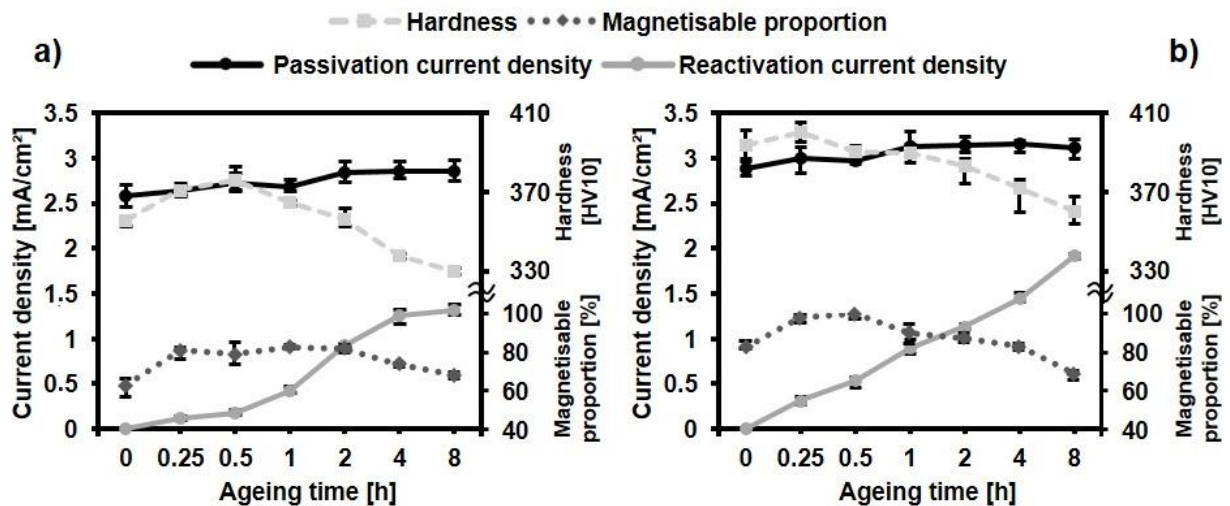 Hardness Magnetisable proportion
a) b)
Passivation current density Reactivation current density
3.5 410 3.5 410
3 3
2.5 370 2.5 370
2 2
330 330
1.5 1.5
100 100
1 80 1 80
0.5 60 0.5 60
0 40 0 40
Current density [mA/cm²]
Hardness
[HV10]
Magnetisable
proportion [%]
Current density [mA/cm²]
Hardness
[HV10]
Magnetisable
proportion [%]
0 0.25 0.5 1 2 4 8 0 0.25 0.5 1 2 4 8
Ageing time [h] Ageing time [h]